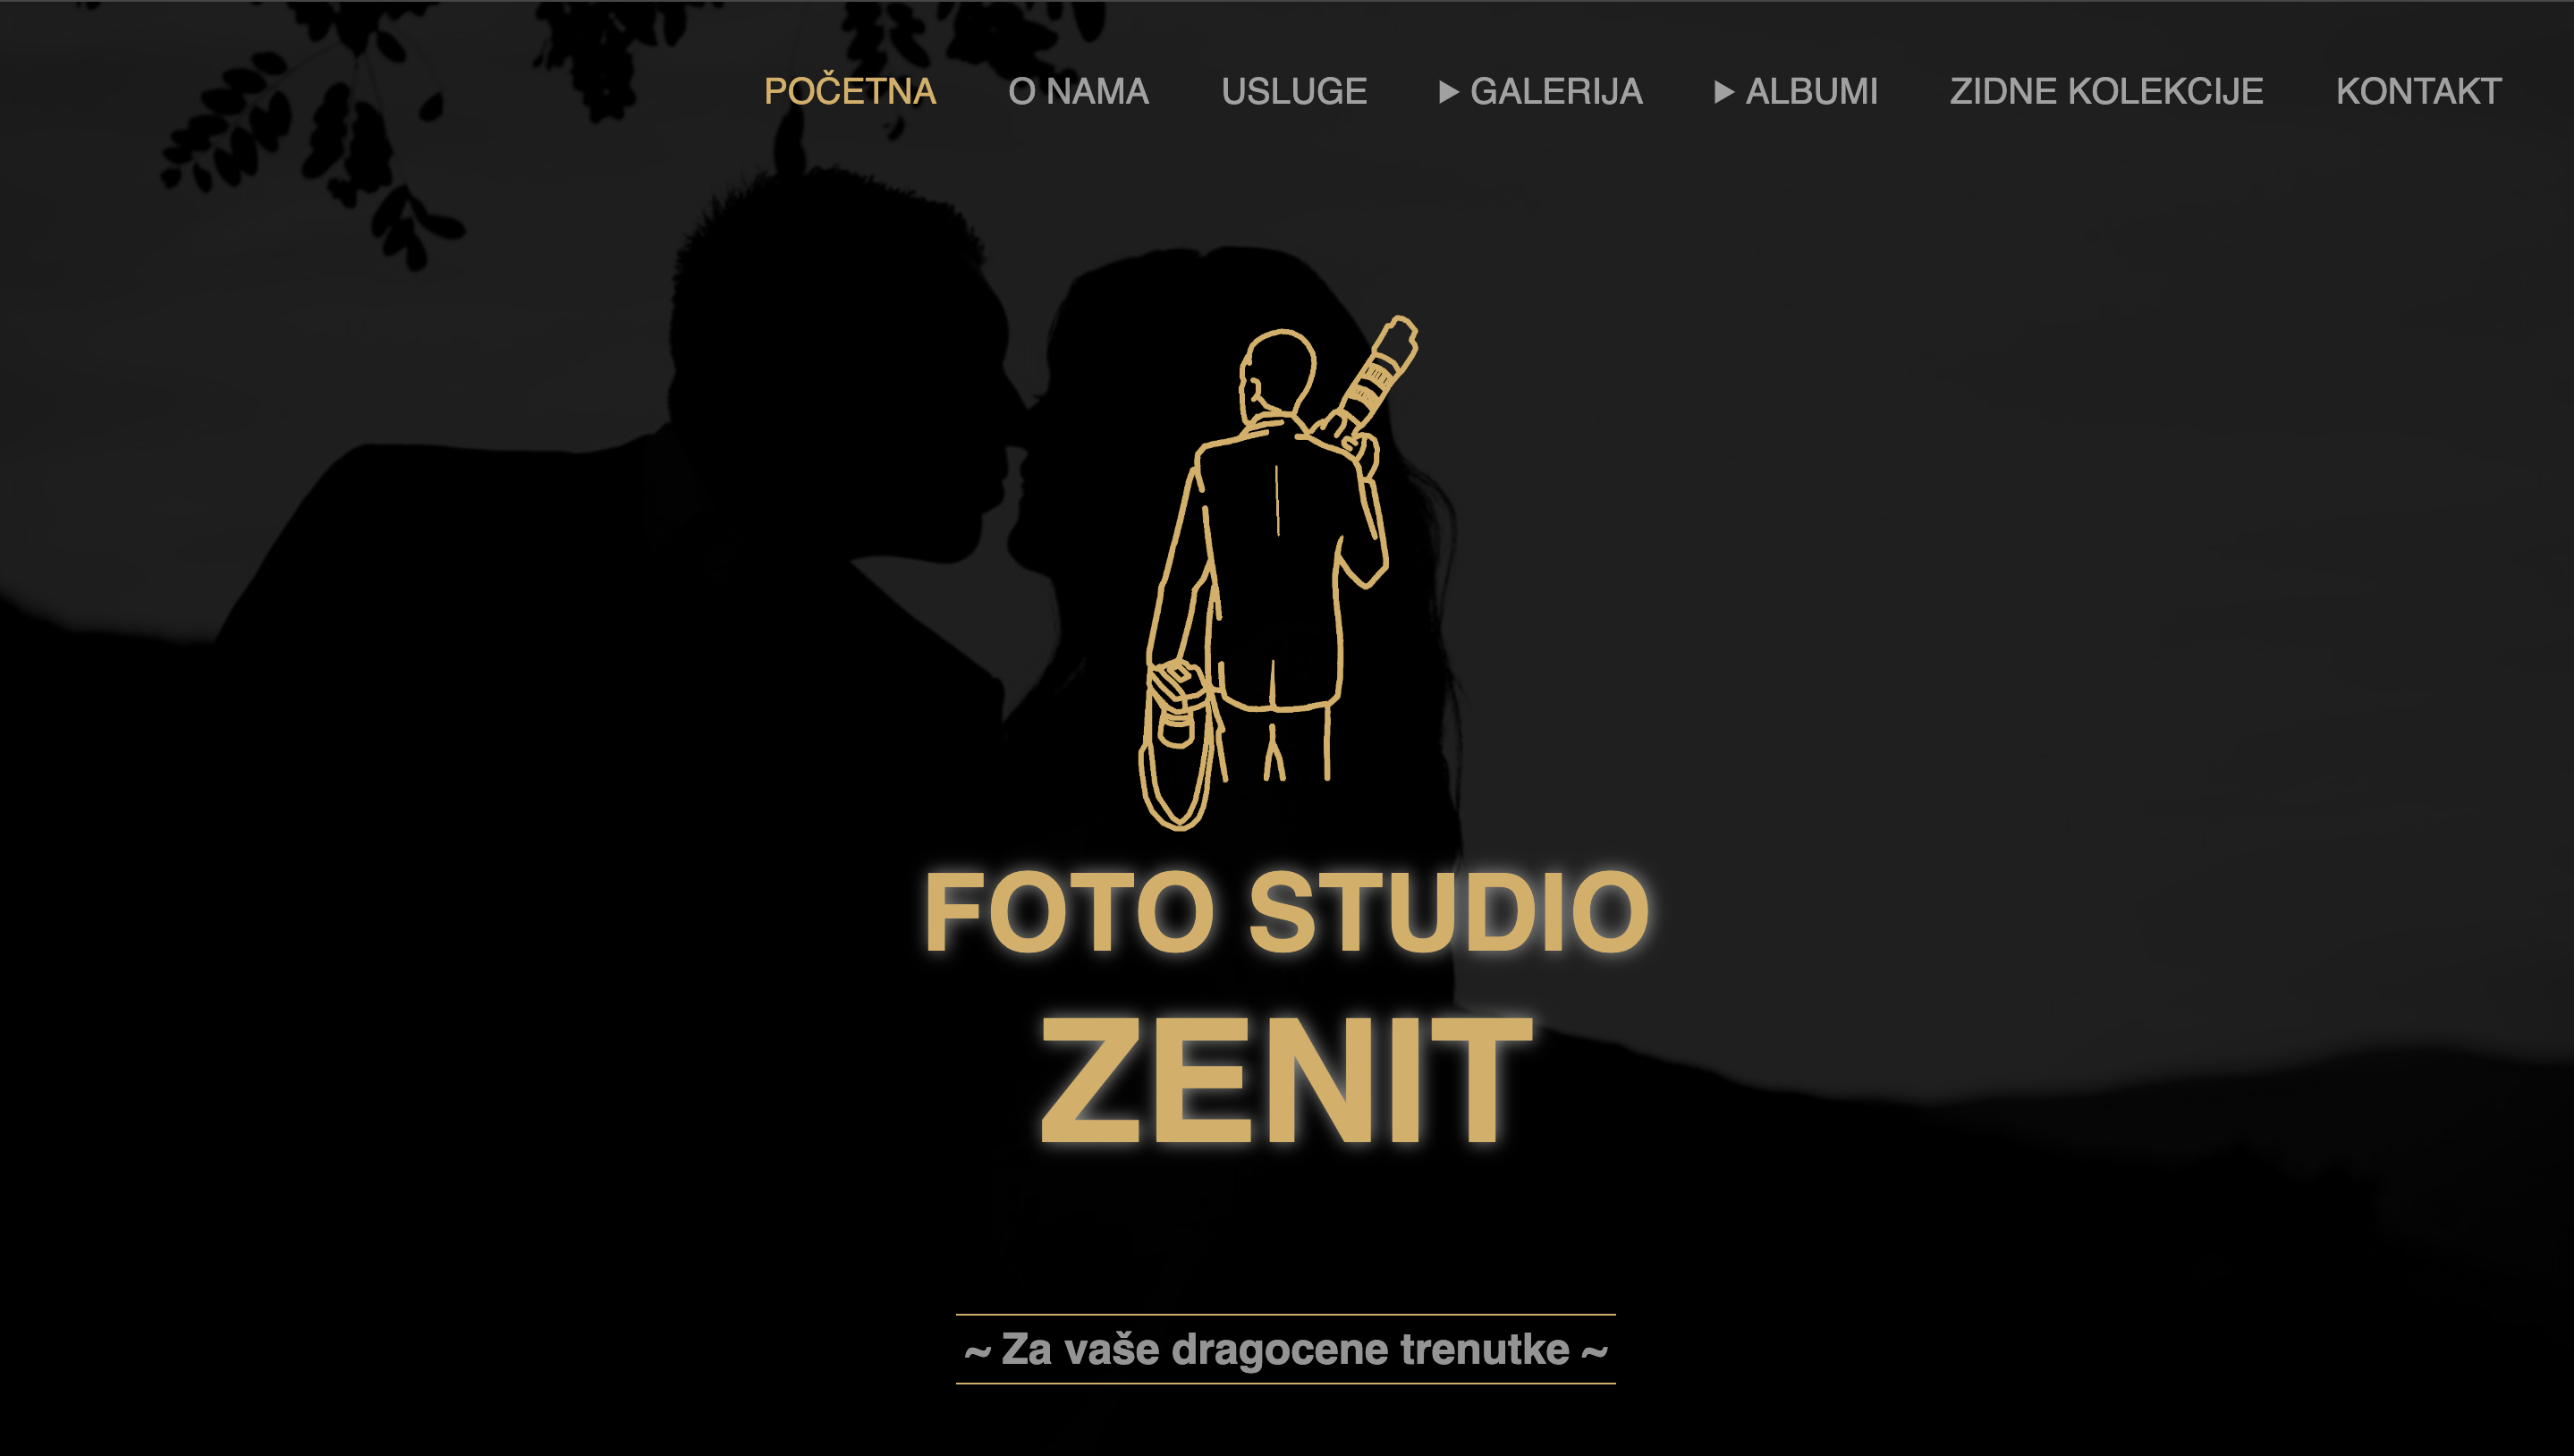 POČETNA O NAMA USLUGE ▶ GALERIJA ▶ ALBUMI ZIDNE KOLEKCIJE KONTAKT
FOTO STUDIO
ZENIT
~ Za vaše dragocene trenutke ~